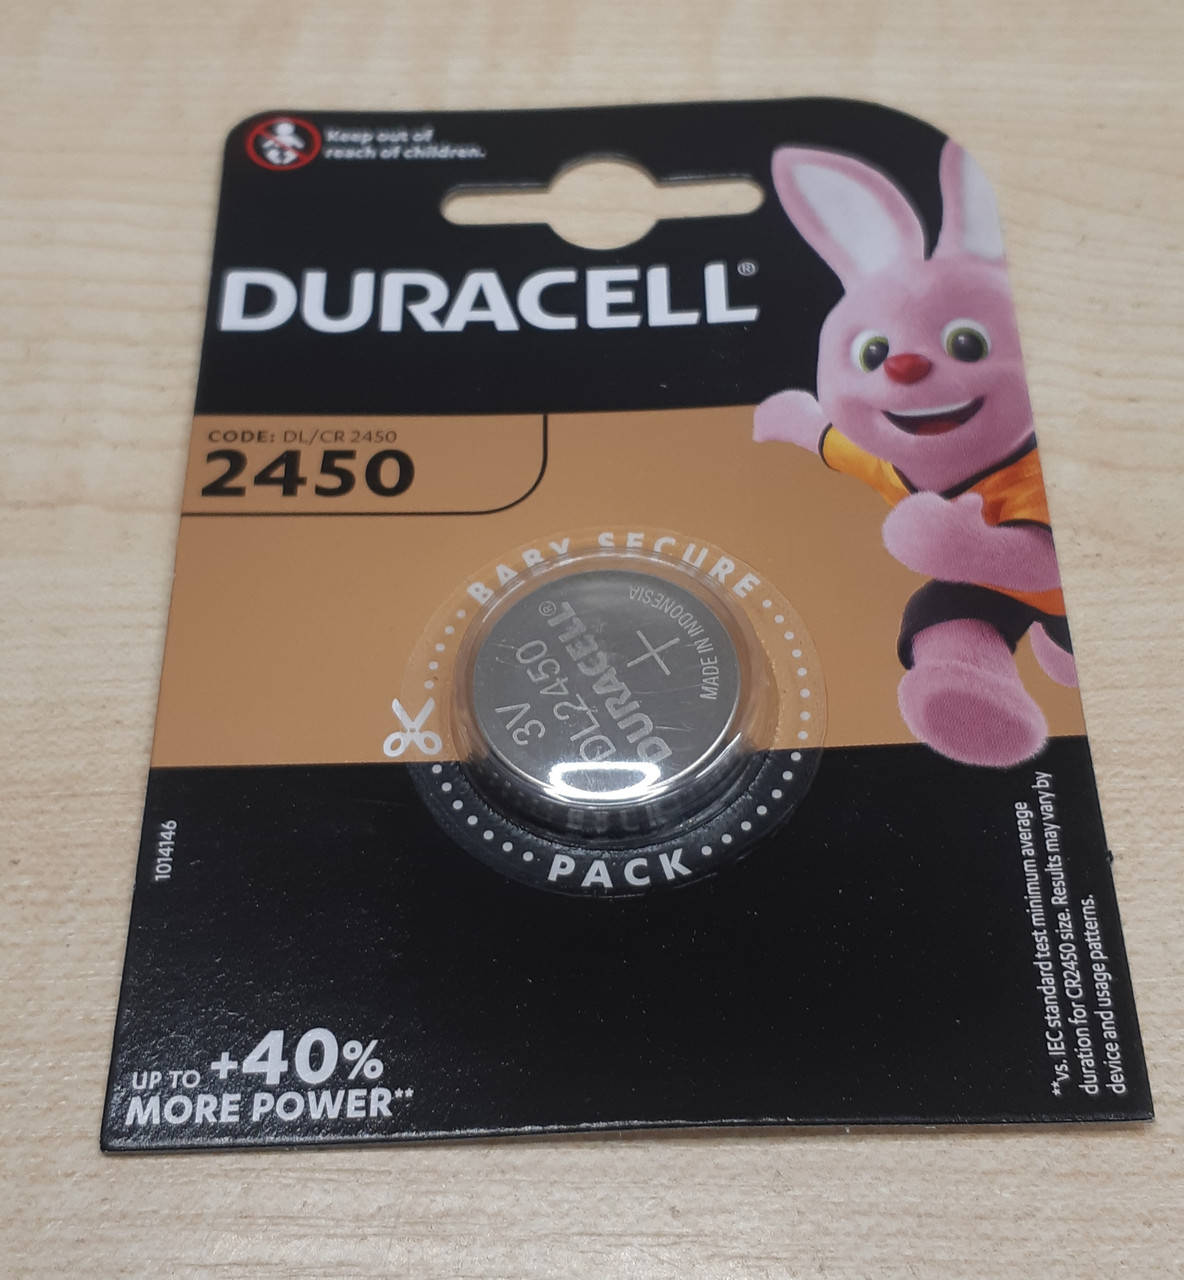 Keep out of
reach of children.
DURACELL®
CODE: DL/CR 2450
2450
BABY SECURE
3V
DL2450
DURACELL®
+
MADE IN INDONESIA
PACK
1014146
UP TO +40%
MORE POWER**
**vs. IEC standard test minimum average
duration for CR2450 size. Results may vary by
device and usage patterns.